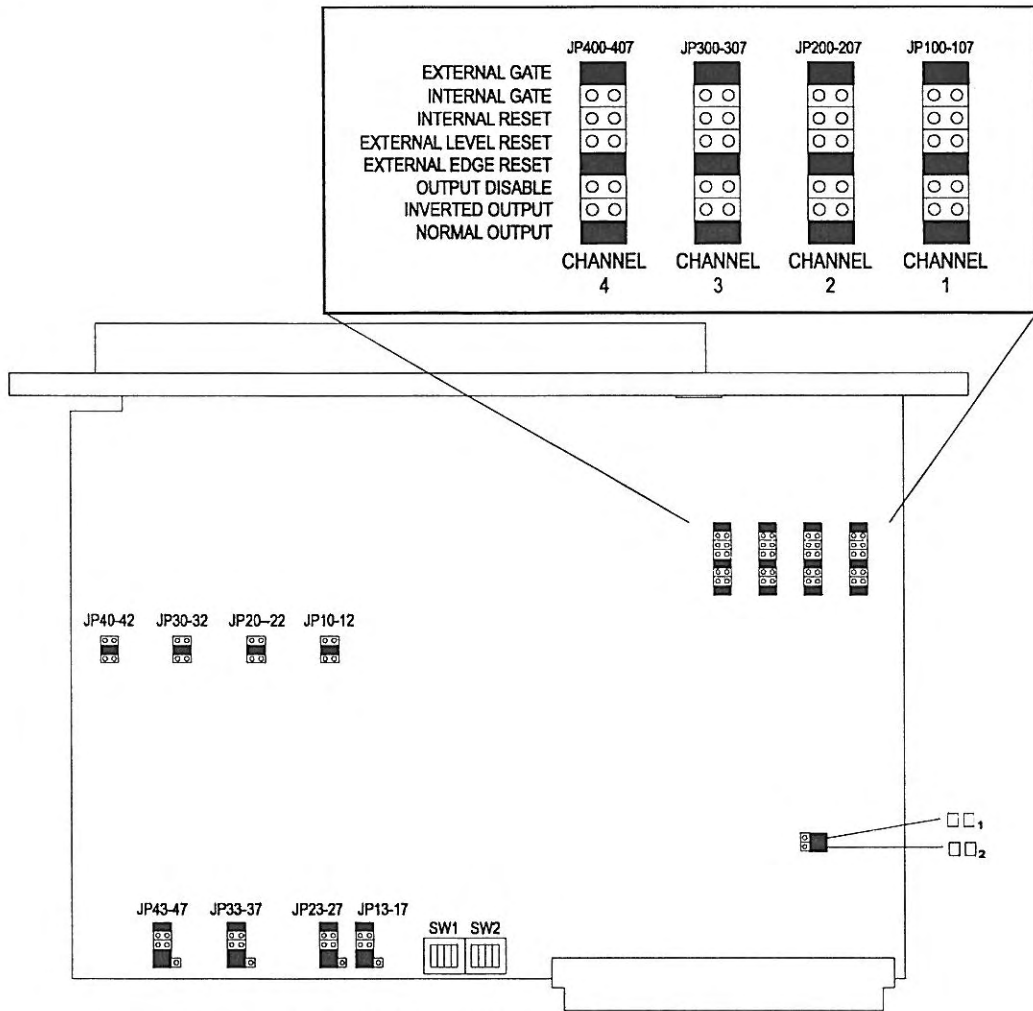 JP400-407 JP300-307 JP200-207 JP100-107
EXTERNAL GATE
INTERNAL GATE
INTERNAL RESET
EXTERNAL LEVEL RESET
EXTERNAL EDGE RESET
OUTPUT DISABLE
INVERTED OUTPUT
NORMAL OUTPUT
CHANNEL 4 CHANNEL 3 CHANNEL 2 CHANNEL 1
JP40-42 JP30-32 JP20--22 JP10-12
1
2
JP43-47 JP33-37 JP23-27 JP13-17
SW1 SW2